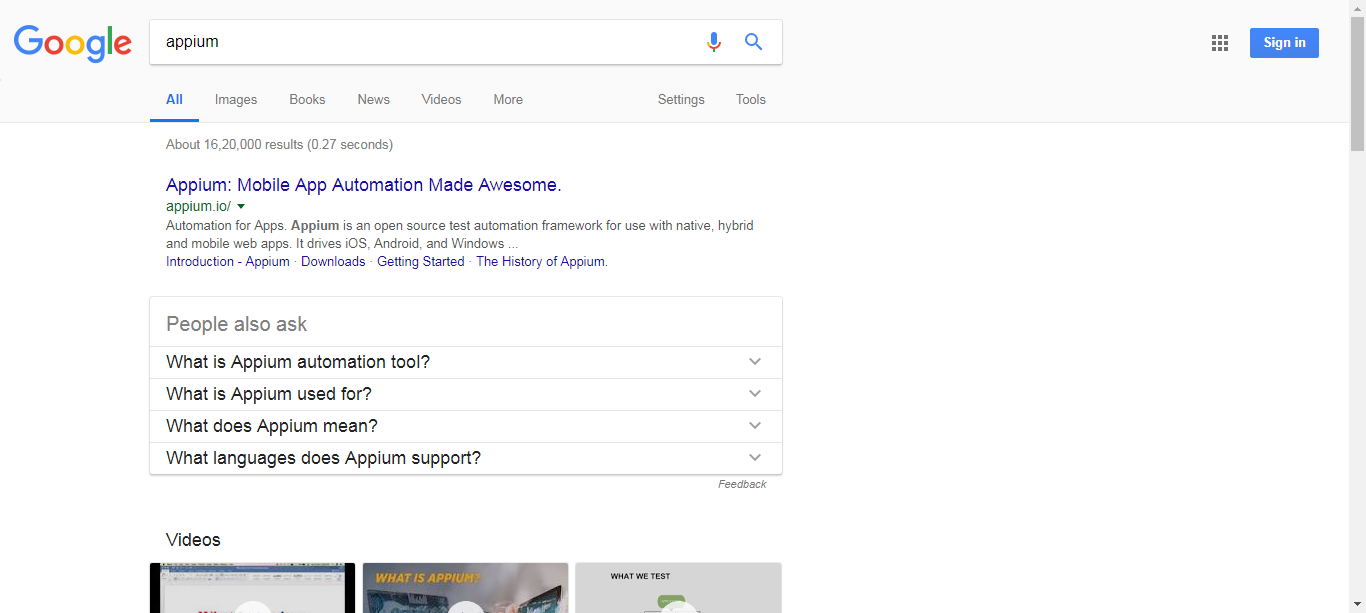 Google
appium
Sign in
All Images Books News Videos More Settings Tools
About 16,20,000 results (0.27 seconds)
Appium: Mobile App Automation Made Awesome.
appium.io/
Automation for Apps. Appium is an open source test automation framework for use with native, hybrid
and mobile web apps. It drives iOS, Android, and Windows ...
Introduction - Appium · Downloads · Getting Started · The History of Appium.
People also ask
What is Appium automation tool?
What is Appium used for?
What does Appium mean?
What languages does Appium support?
Feedback
Videos
WHAT IS APPIUM?
WHAT WE TEST